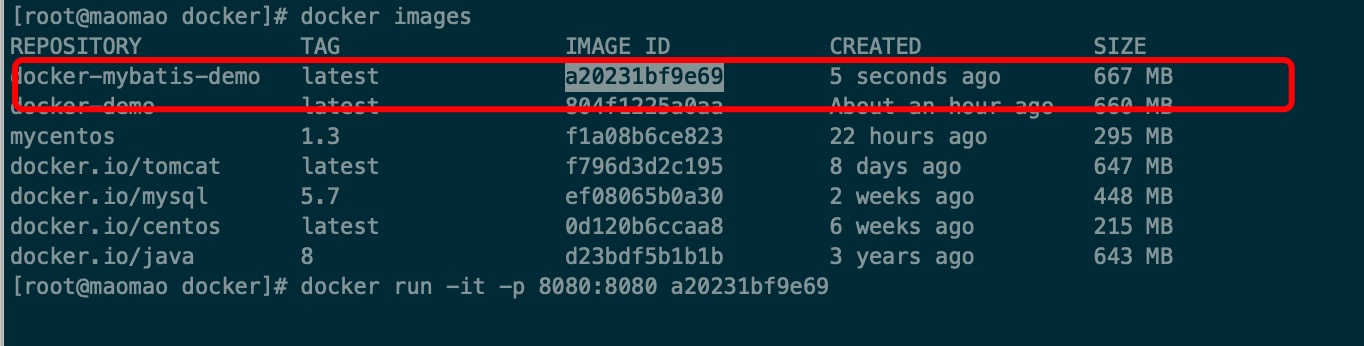 [root@maomao docker]# docker images
REPOSITORY TAG IMAGE ID CREATED SIZE
docker-mybatis-demo latest a20231bf9e69 5 seconds ago 667 MB
docker-demo latest 804f1225a0aa About an hour ago 660 MB
mycentos 1.3 f1a08b6ce823 22 hours ago 295 MB
docker.io/tomcat latest f796d3d2c195 8 days ago 647 MB
docker.io/mysql 5.7 ef08065b0a30 2 weeks ago 448 MB
docker.io/centos latest 0d120b6ccaa8 6 weeks ago 215 MB
docker.io/java 8 d23bdf5b1b1b 3 years ago 643 MB
[root@maomao docker]# docker run -it -p 8080:8080 a20231bf9e69